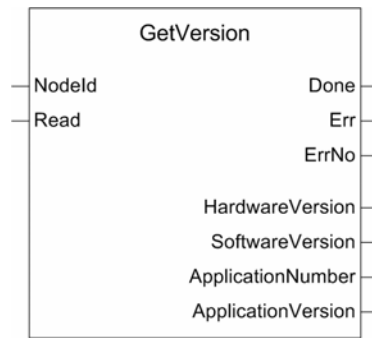 GetVersion
NodeId Done
Read Err
ErrNo
HardwareVersion
SoftwareVersion
ApplicationNumber
ApplicationVersion